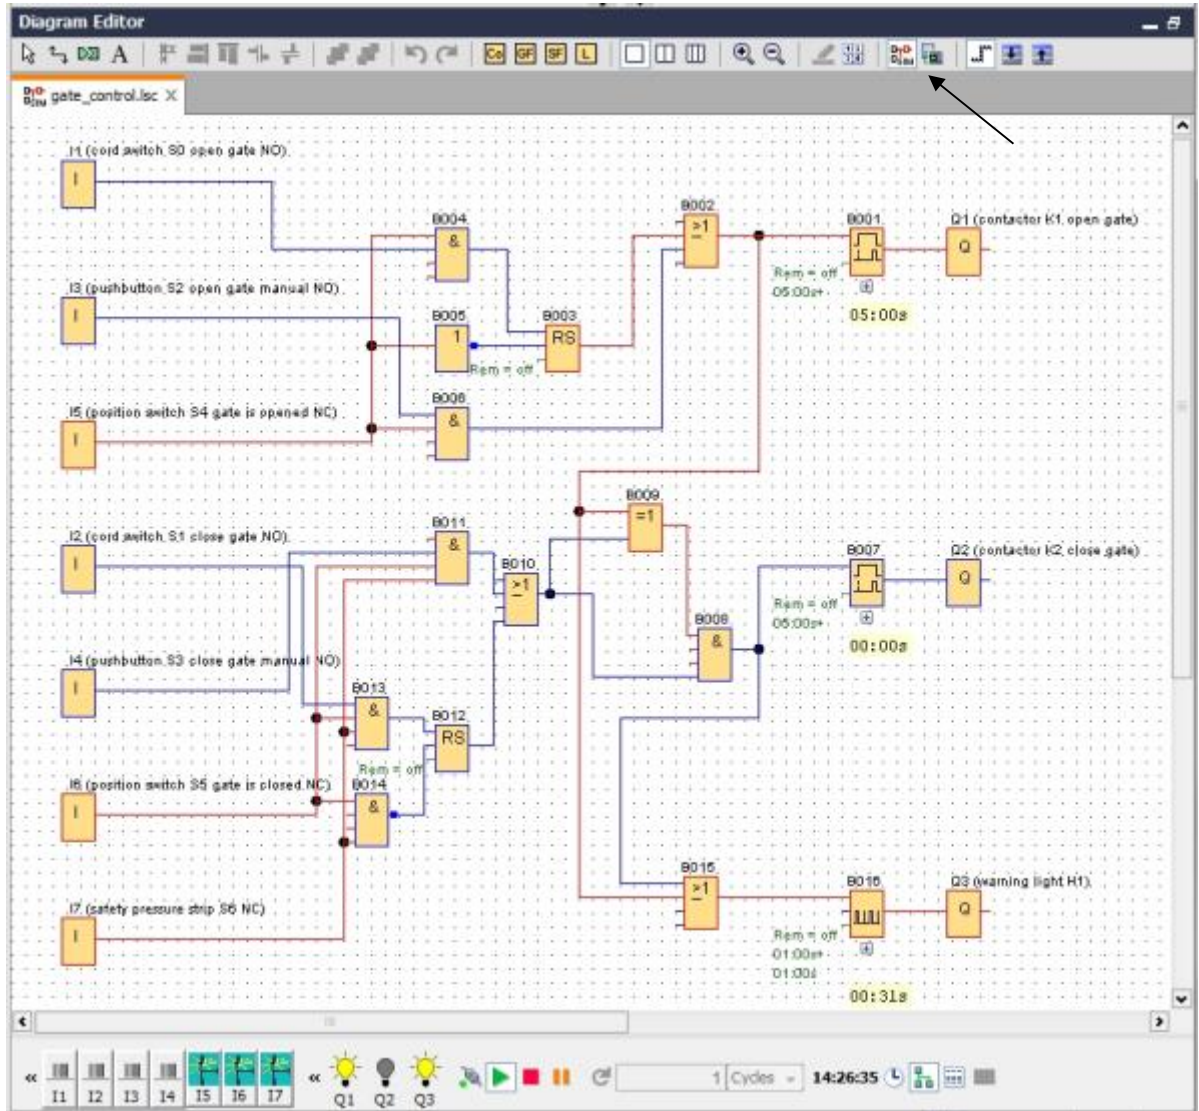 Diagram Editor
A Co GF SF L
gate_control.lsc X
I1 (cord switch S0 open gate NO)
I
B004
&
B002
>1
B001
Q1 (contactor K1 open gate)
Q
Rem = off
05:00s+
05:00s
I3 (pushbutton S2 open gate manual NO)
I
B005
1
B003
RS
Rem = off
B006
&
I5 (position switch S4 gate is opened NC)
I
B009
=1
I2 (cord switch S1 close gate NO)
I
B011
&
B010
>1
B007
Q2 (contactor K2 close gate)
Q
Rem = off
05:00s+
00:00s
B008
&
I4 (pushbutton S3 close gate manual NO)
I
B013
&
B012
RS
Rem = off
I6 (position switch S5 gate is closed NC)
I
B014
&
B015
>1
B016
Q3 (warning light H1)
Q
Rem = off
01:00s+
01:00s
00:31s
I7 (safety pressure strip S6 NC)
I
« I1 I2 I3 I4 I5 I6 I7 « Q1 Q2 Q3 1 Cycles 14:26:35